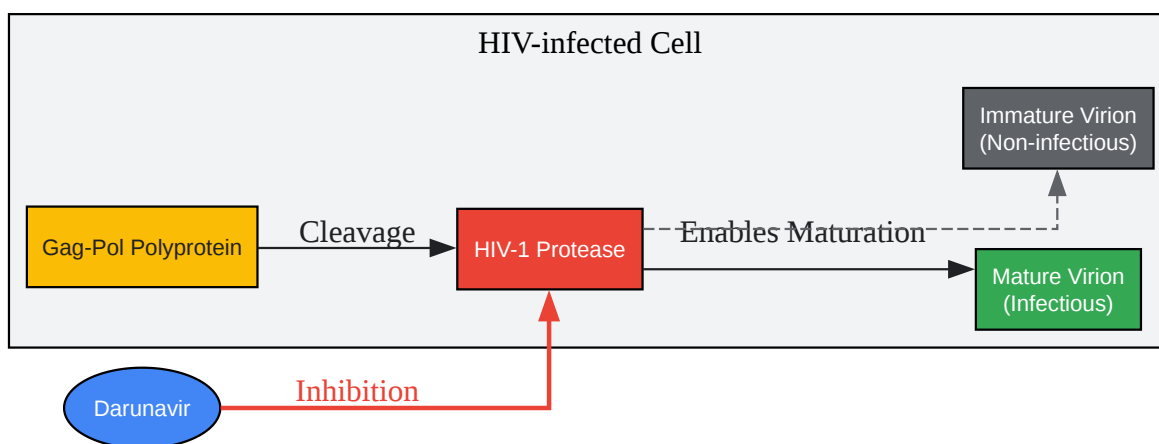 HIV-infected Cell
Immature Virion
(Non-infectious)
Gag-Pol Polyprotein
Cleavage
HIV-1 Protease
Enables Maturation
Mature Virion
(Infectious)
Darunavir
Inhibition